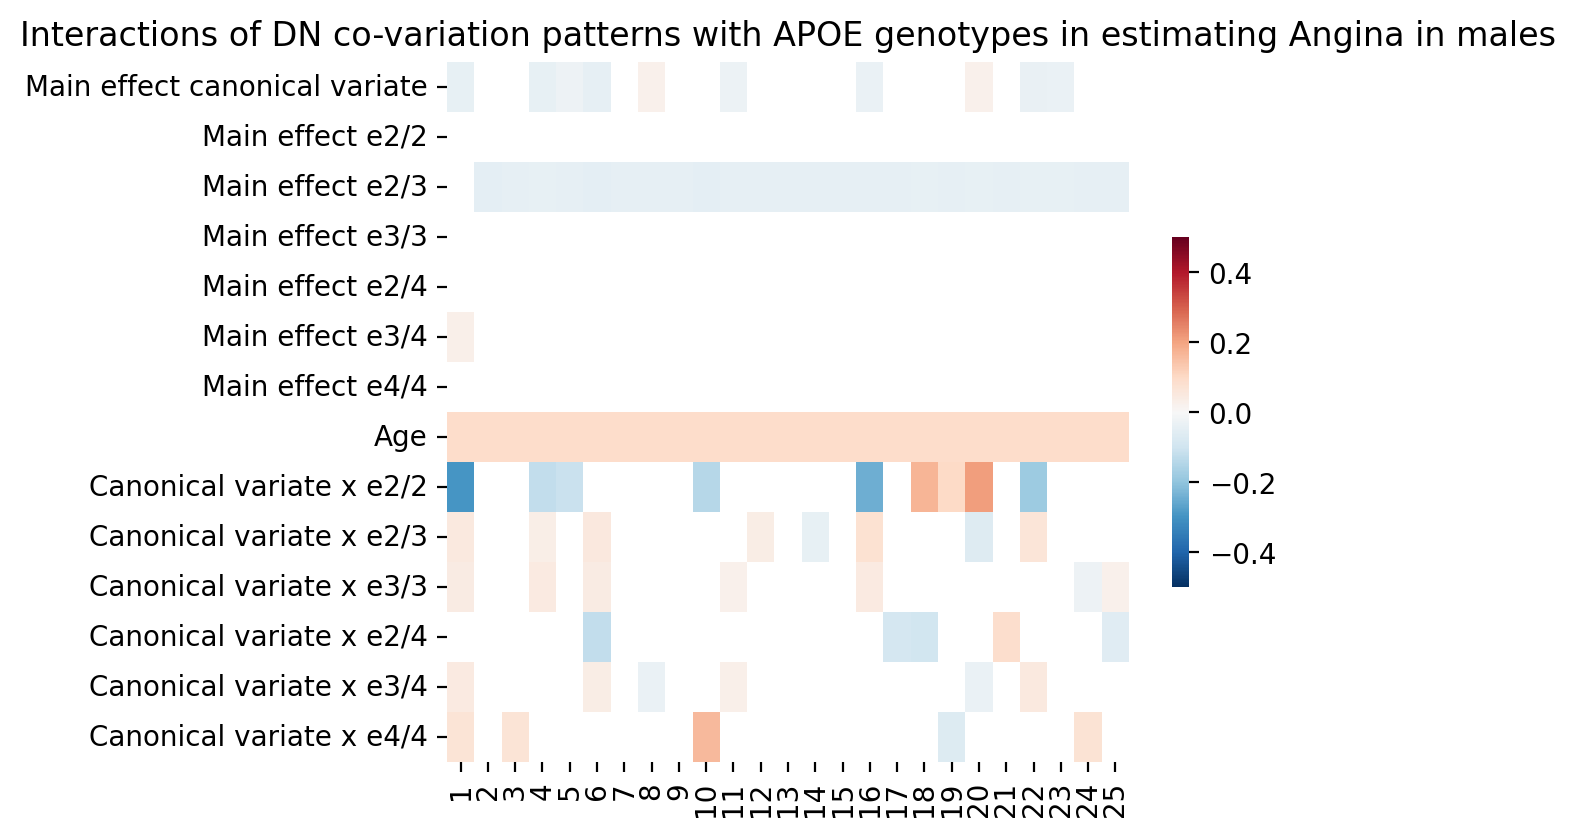 Interactions of DN co-variation patterns with APOE genotypes in estimating Angina in males
Main effect canonical variate
Main effect e2/2
Main effect e2/3
Main effect e3/3
Main effect e2/4
Main effect e3/4
Main effect e4/4
Age
Canonical variate x e2/2
Canonical variate x e2/3
Canonical variate x e3/3
Canonical variate x e2/4
Canonical variate x e3/4
Canonical variate x e4/4
1 2 3 4 5 6 7 8 9 10 11 12 13 14 15 16 17 18 19 20 21 22 23 24 25
0.4
0.2
0.0
−0.2
−0.4